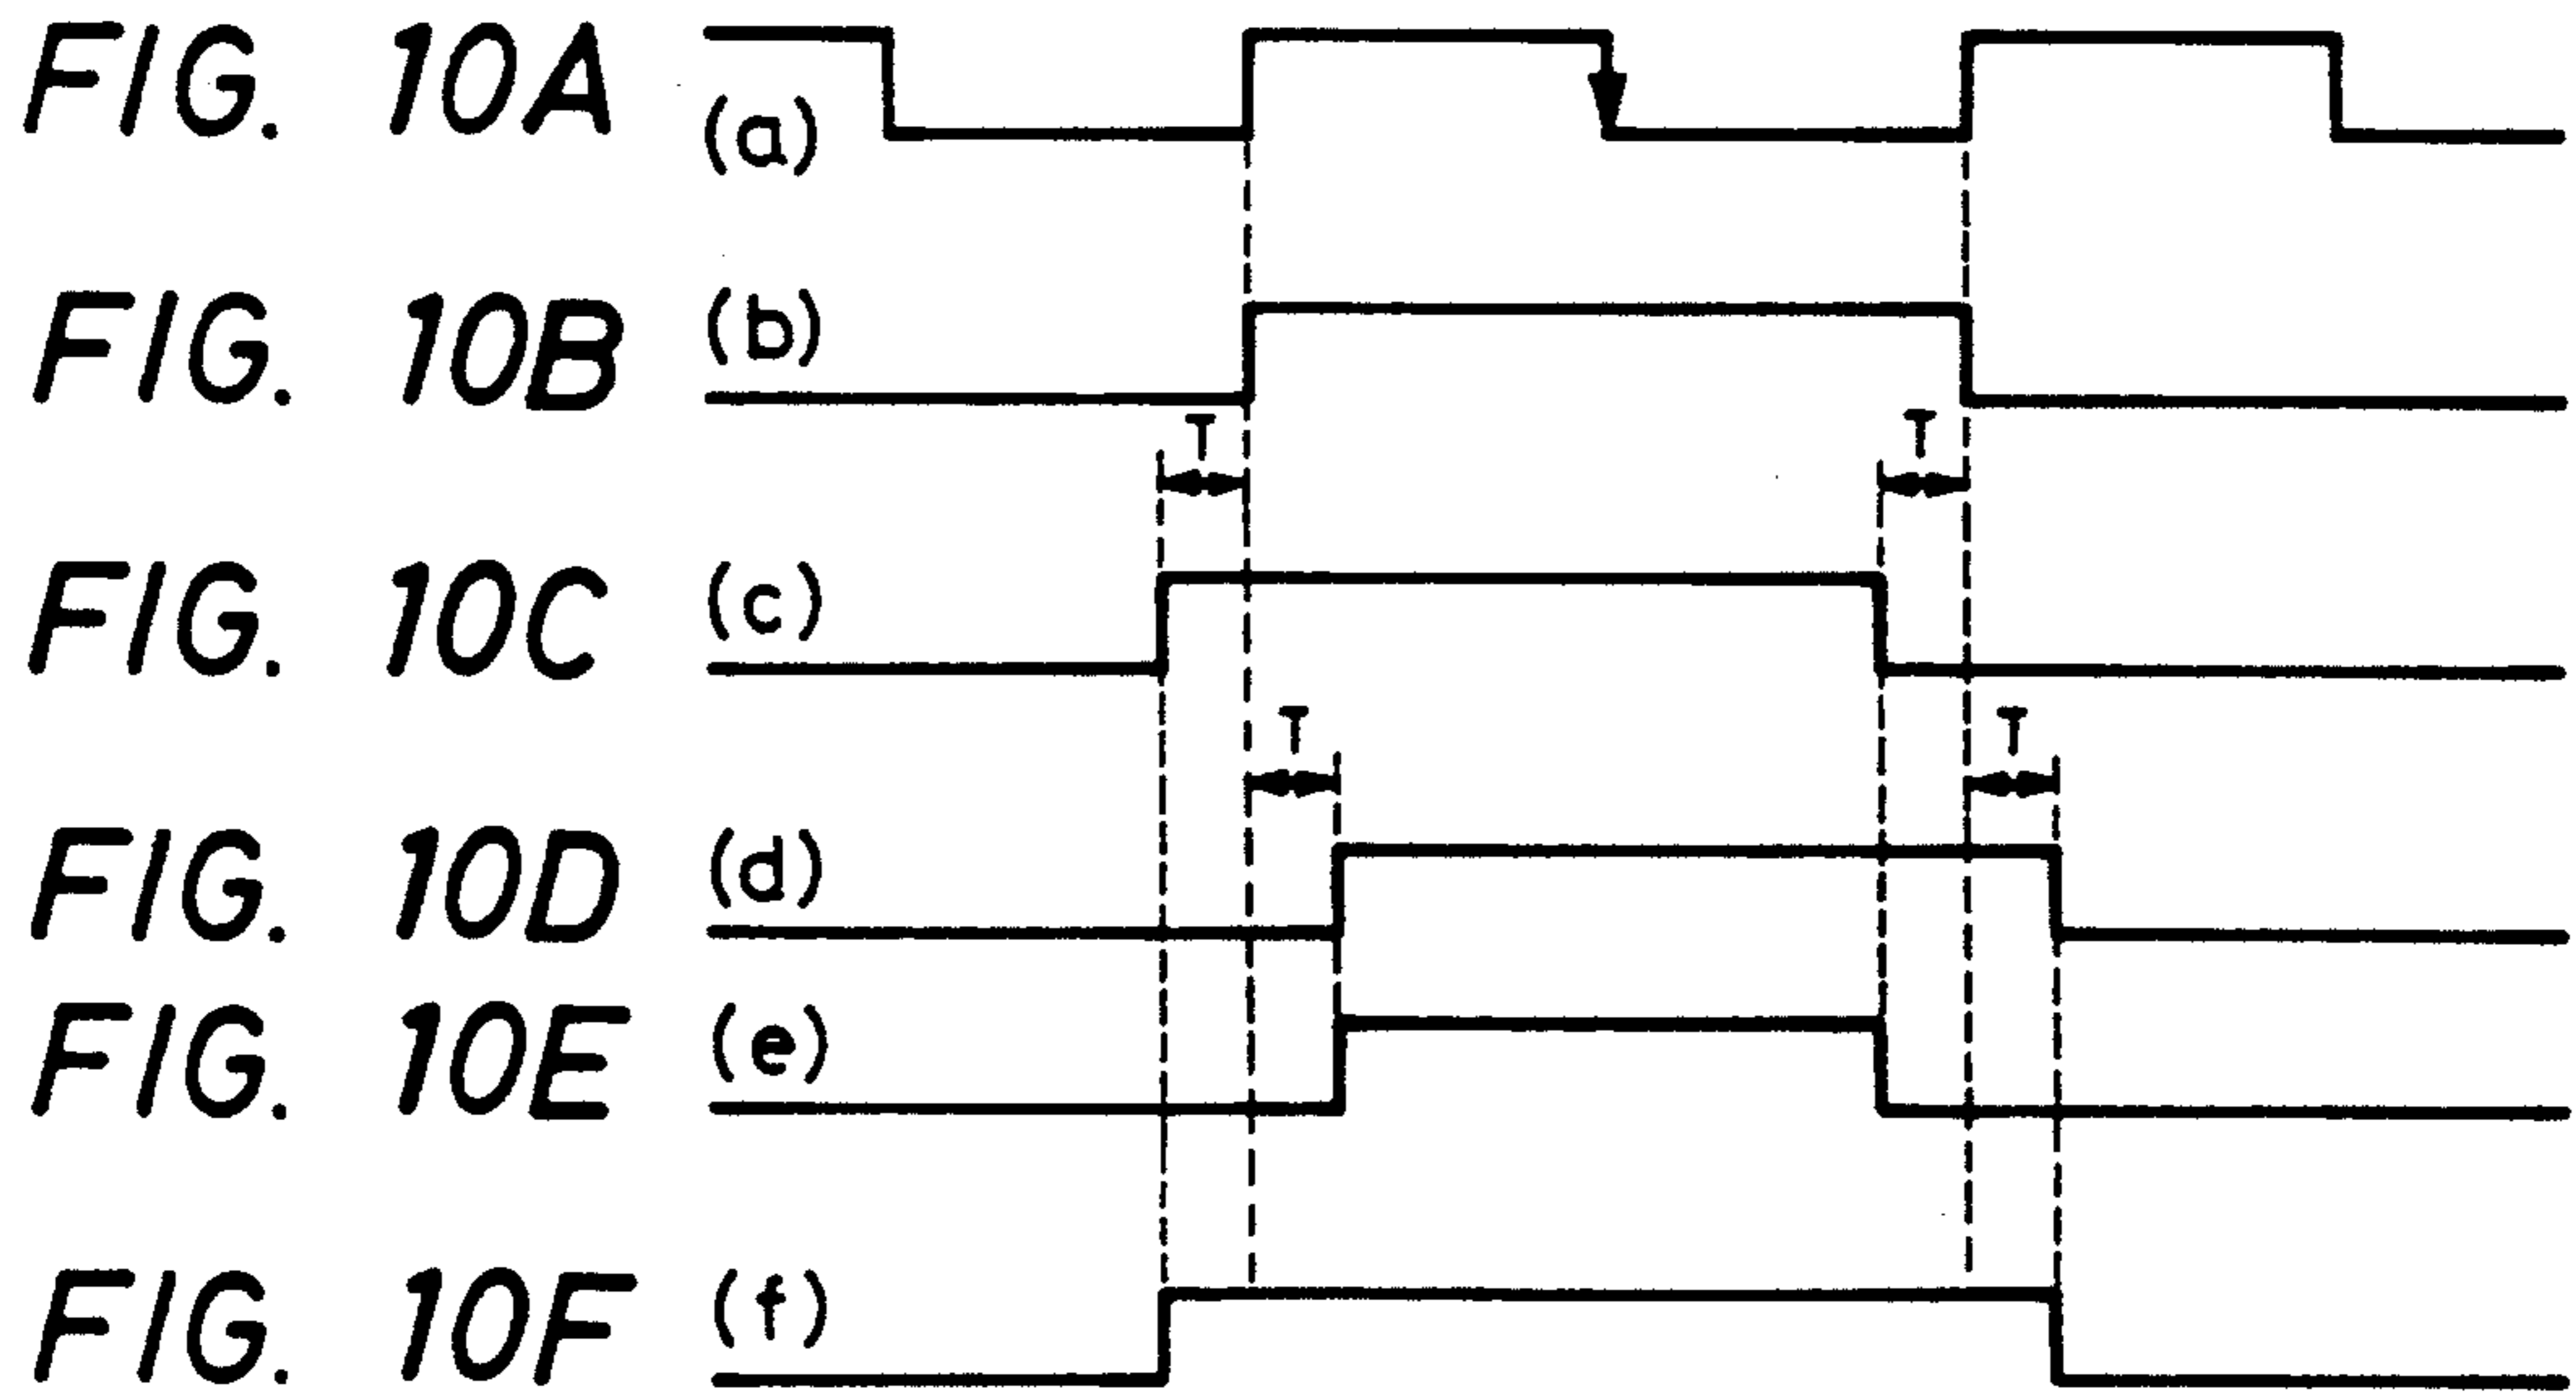 FIG. 10A (a)
FIG. 10B (b)
T T
FIG. 10C (c)
T T
FIG. 10D (d)
FIG. 10E (e)
FIG. 10F (f)